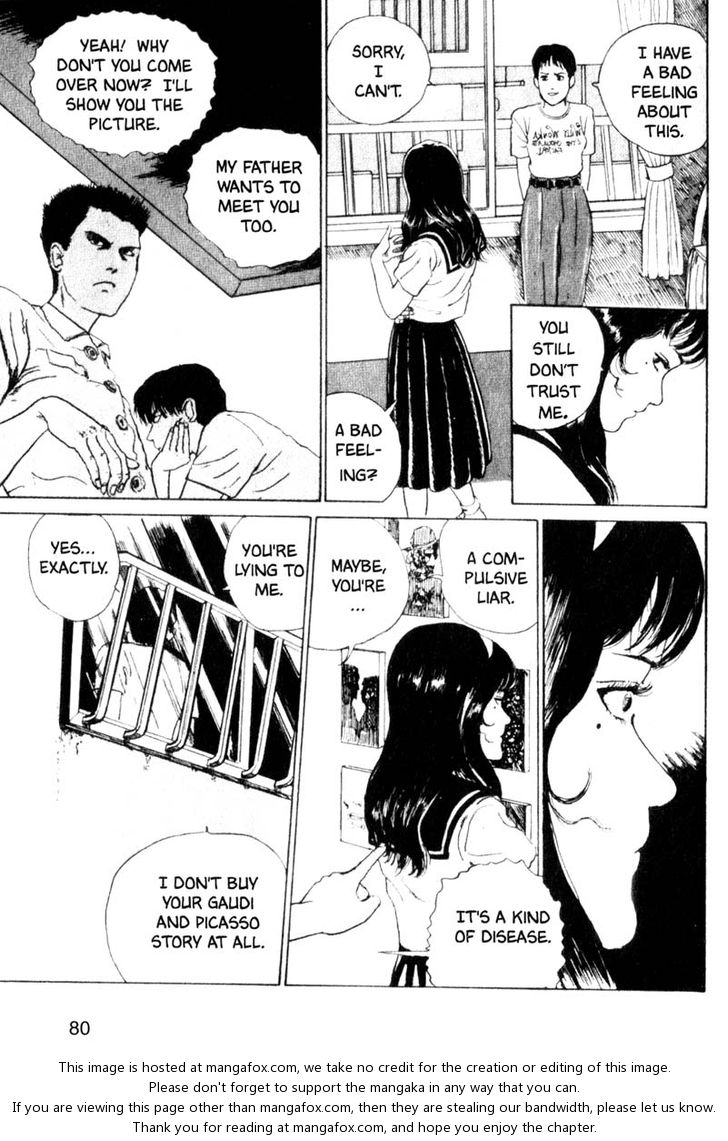 YEAH! WHY
DON'T YOU COME
OVER NOW? I'LL
SHOW YOU THE
PICTURE.
MY FATHER
WANTS TO
MEET YOU
TOO.
SORRY,
I
CAN'T.
I HAVE
A BAD
FEELING
ABOUT
THIS.
A BAD
FEEL-
ING?
YOU
STILL
DON'T
TRUST
ME.
YES...
EXACTLY.
YOU'RE
LYING TO
ME.
I DON'T BUY
YOUR GAUDI
AND PICASSO
STORY AT ALL.
MAYBE,
YOU'RE
...
A COM-
PULSIVE
LIAR.
IT'S A KIND
OF DISEASE.
80
This image is hosted at mangafox.com, we take no credit for the creation or editing of this image.
Please don't forget to support the mangaka in any way that you can.
If you are viewing this page other than mangafox.com, then they are stealing our bandwidth, please let us know.
Thank you for reading at mangafox.com, and hope you enjoy the chapter.